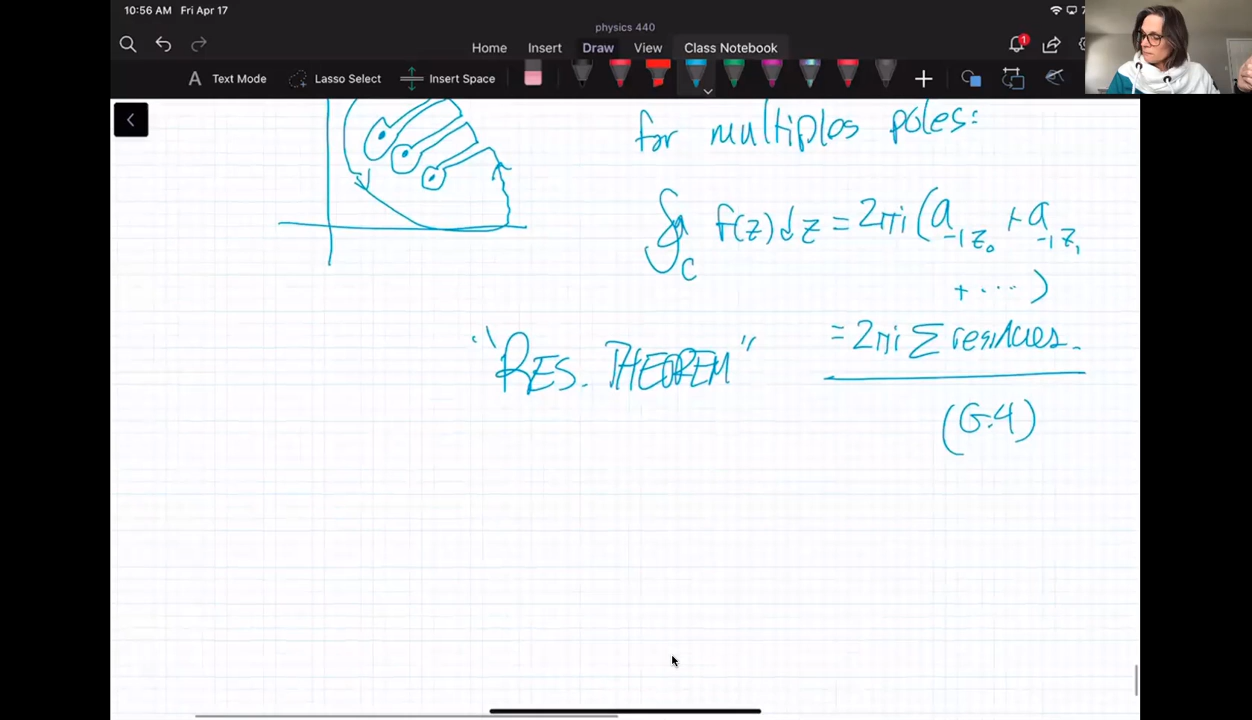 10:56 AM Fri Apr 17
physics 440
Home Insert Draw View Class Notebook
1
A Text Mode Lasso Select Insert Space
for multiplos poles:
∮_C f(z)dz = 2πi(a_{-1 z₀} + a_{-1 z₁}
+ ... )
"RES. THEOREM" = 2πi Σ residues.
(G.4)